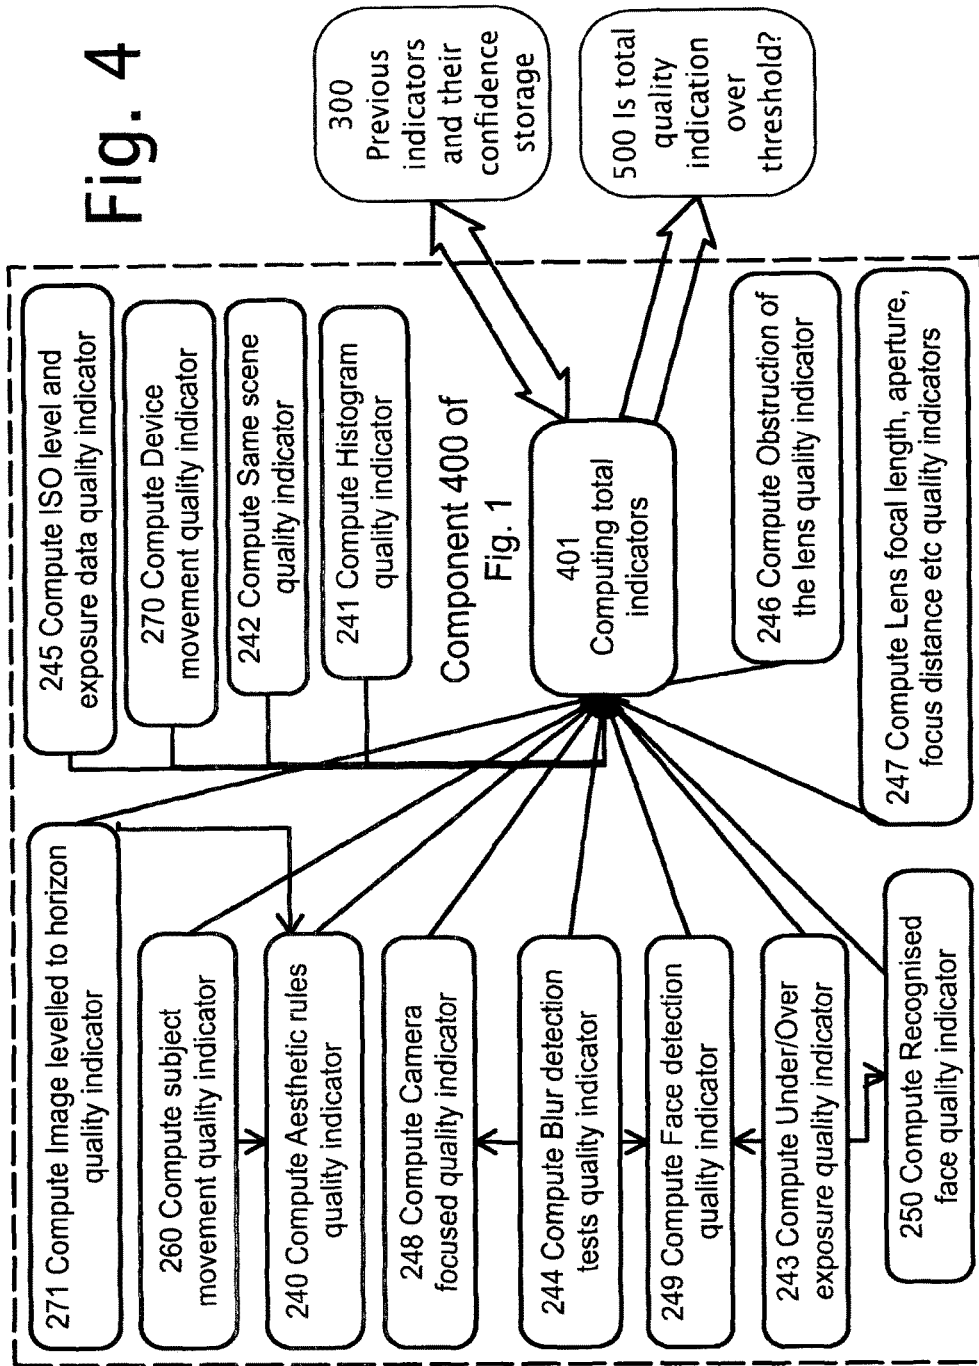 Fig. 4
271 Compute Image levelled to horizon
quality indicator
260 Compute subject
movement quality indicator
240 Compute Aesthetic rules
quality indicator
248 Compute Camera
focused quality indicator
244 Compute Blur detection
tests quality indicator
249 Compute Face detection
quality indicator
243 Compute Under/Over
exposure quality indicator
250 Compute Recognised
face quality indicator
245 Compute ISO level and
exposure data quality indicator
270 Compute Device
movement quality indicator
242 Compute Same scene
quality indicator
241 Compute Histogram
quality indicator
Component 400 of
Fig. 1
401
Computing total
indicators
246 Compute Obstruction of
the lens quality indicator
247 Compute Lens focal length, aperture,
focus distance etc quality indicators
300
Previous
indicators
and their
confidence
storage
500 Is total
quality
indication
over
threshold?